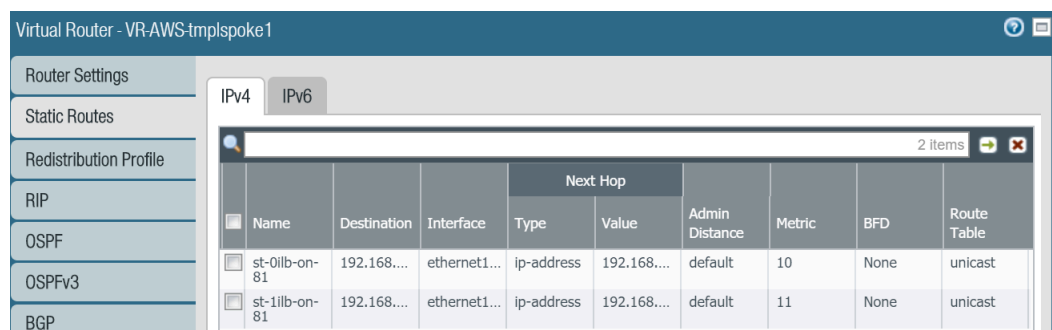 Virtual Router - VR-AWS-tmplspoke1
Router Settings
Static Routes
Redistribution Profile
RIP
OSPF
OSPFv3
BGP
IPv4 IPv6
2 items
Next Hop
Name Destination Interface Type Value Admin Distance Metric BFD Route Table
st-0ilb-on-81 192.168.... ethernet1... ip-address 192.168.... default 10 None unicast
st-1ilb-on-81 192.168.... ethernet1... ip-address 192.168.... default 11 None unicast